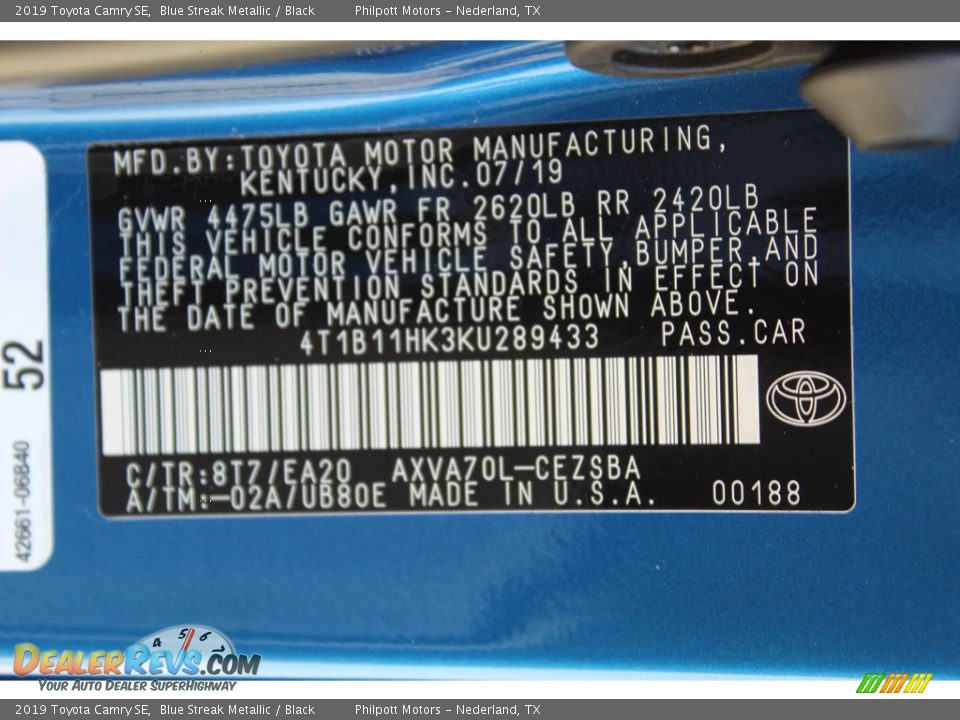 2019 Toyota Camry SE, Blue Streak Metallic / Black Philpott Motors - Nederland, TX
MFD.BY:TOYOTA MOTOR MANUFACTURING,
KENTUCKY,INC.07/19
GVWR 4475LB GAWR FR 2620LB RR 2420LB
THIS VEHICLE CONFORMS TO ALL APPLICABLE
FEDERAL MOTOR VEHICLE SAFETY,BUMPER,AND
THEFT PREVENTION STANDARDS IN EFFECT ON
THE DATE OF MANUFACTURE SHOWN ABOVE.
4T1B11HK3KU289433 PASS.CAR
C/TR:8T7/EA20 AXVA70L-CEZSBA
A/TM:-02A/UB80E MADE IN U.S.A. 00188
52
42661-06840
4 5 6 7
DEALERREVS.COM
YOUR AUTO DEALER SUPERHIGHWAY
2019 Toyota Camry SE, Blue Streak Metallic / Black Philpott Motors - Nederland, TX